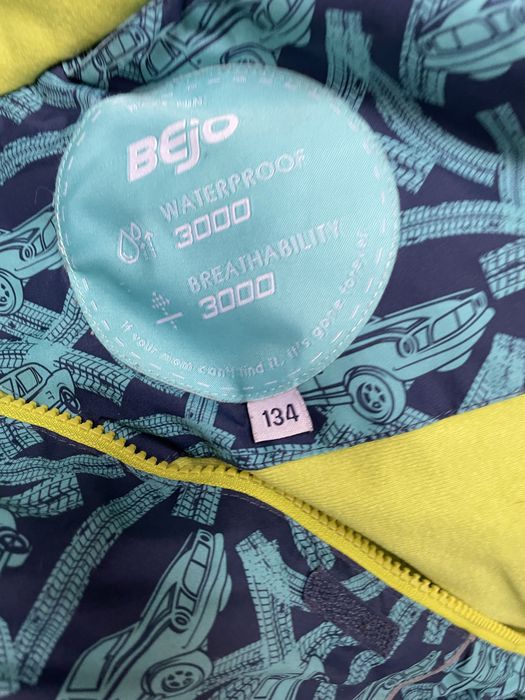 BEJO
WATERPROOF
3000
BREATHABILITY
3000
If your mom can't find it, it's gone forever
134